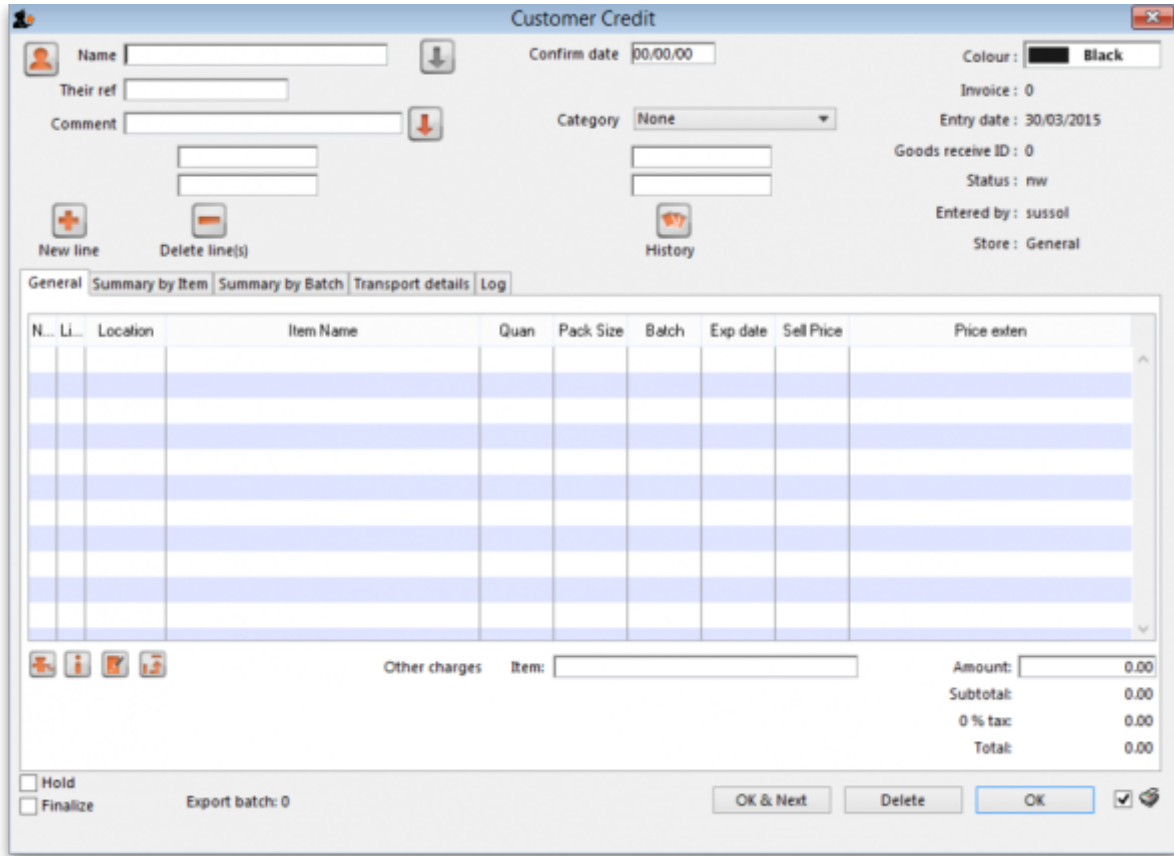 Customer Credit
Name
Confirm date 00/00/00
Colour: Black
Their ref
Invoice: 0
Comment
Category None
Entry date: 30/03/2015
Goods receive ID: 0
Status: nw
Entered by: sussol
Store: General
New line
Delete line(s)
History
General Summary by Item Summary by Batch Transport details Log
N... Li... Location Item Name Quan Pack Size Batch Exp date Sell Price Price exten
Other charges Item: Amount: 0.00
Subtotal: 0.00
0 % tax: 0.00
Total: 0.00
Hold
Finalize
Export batch: 0
OK & Next
Delete
OK